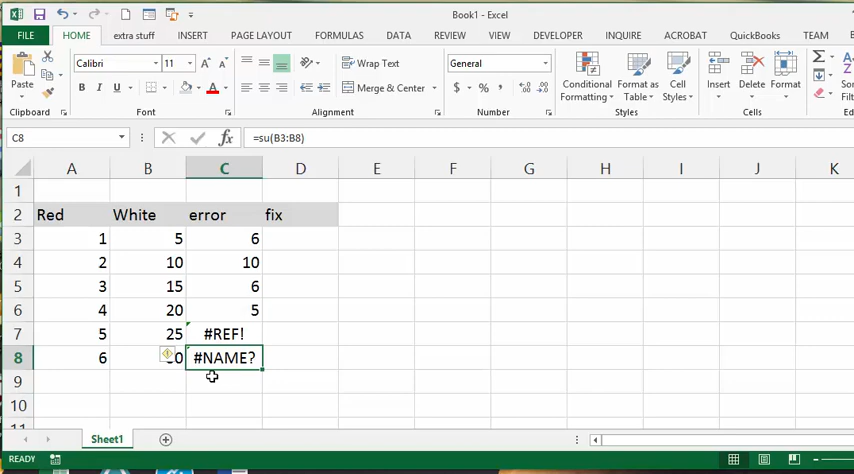 Book1 - Excel
FILE HOME extra stuff INSERT PAGE LAYOUT FORMULAS DATA REVIEW VIEW DEVELOPER INQUIRE ACROBAT QuickBooks Team
Calibri 11 A A Wrap Text General Σ
Paste B I U A Merge & Center $ % , .00 Conditional Formatting Format as Table Cell Styles Insert Delete Format
Clipboard Font Alignment Number Styles Cells
C8 fx =su(B3:B8)
A B C D E F G H I J K
1
2 Red White error fix
3 1 5 6
4 2 10 10
5 3 15 6
6 4 20 5
7 5 25 #REF!
8 6 0 #NAME?
9
10
11
Sheet1
READY